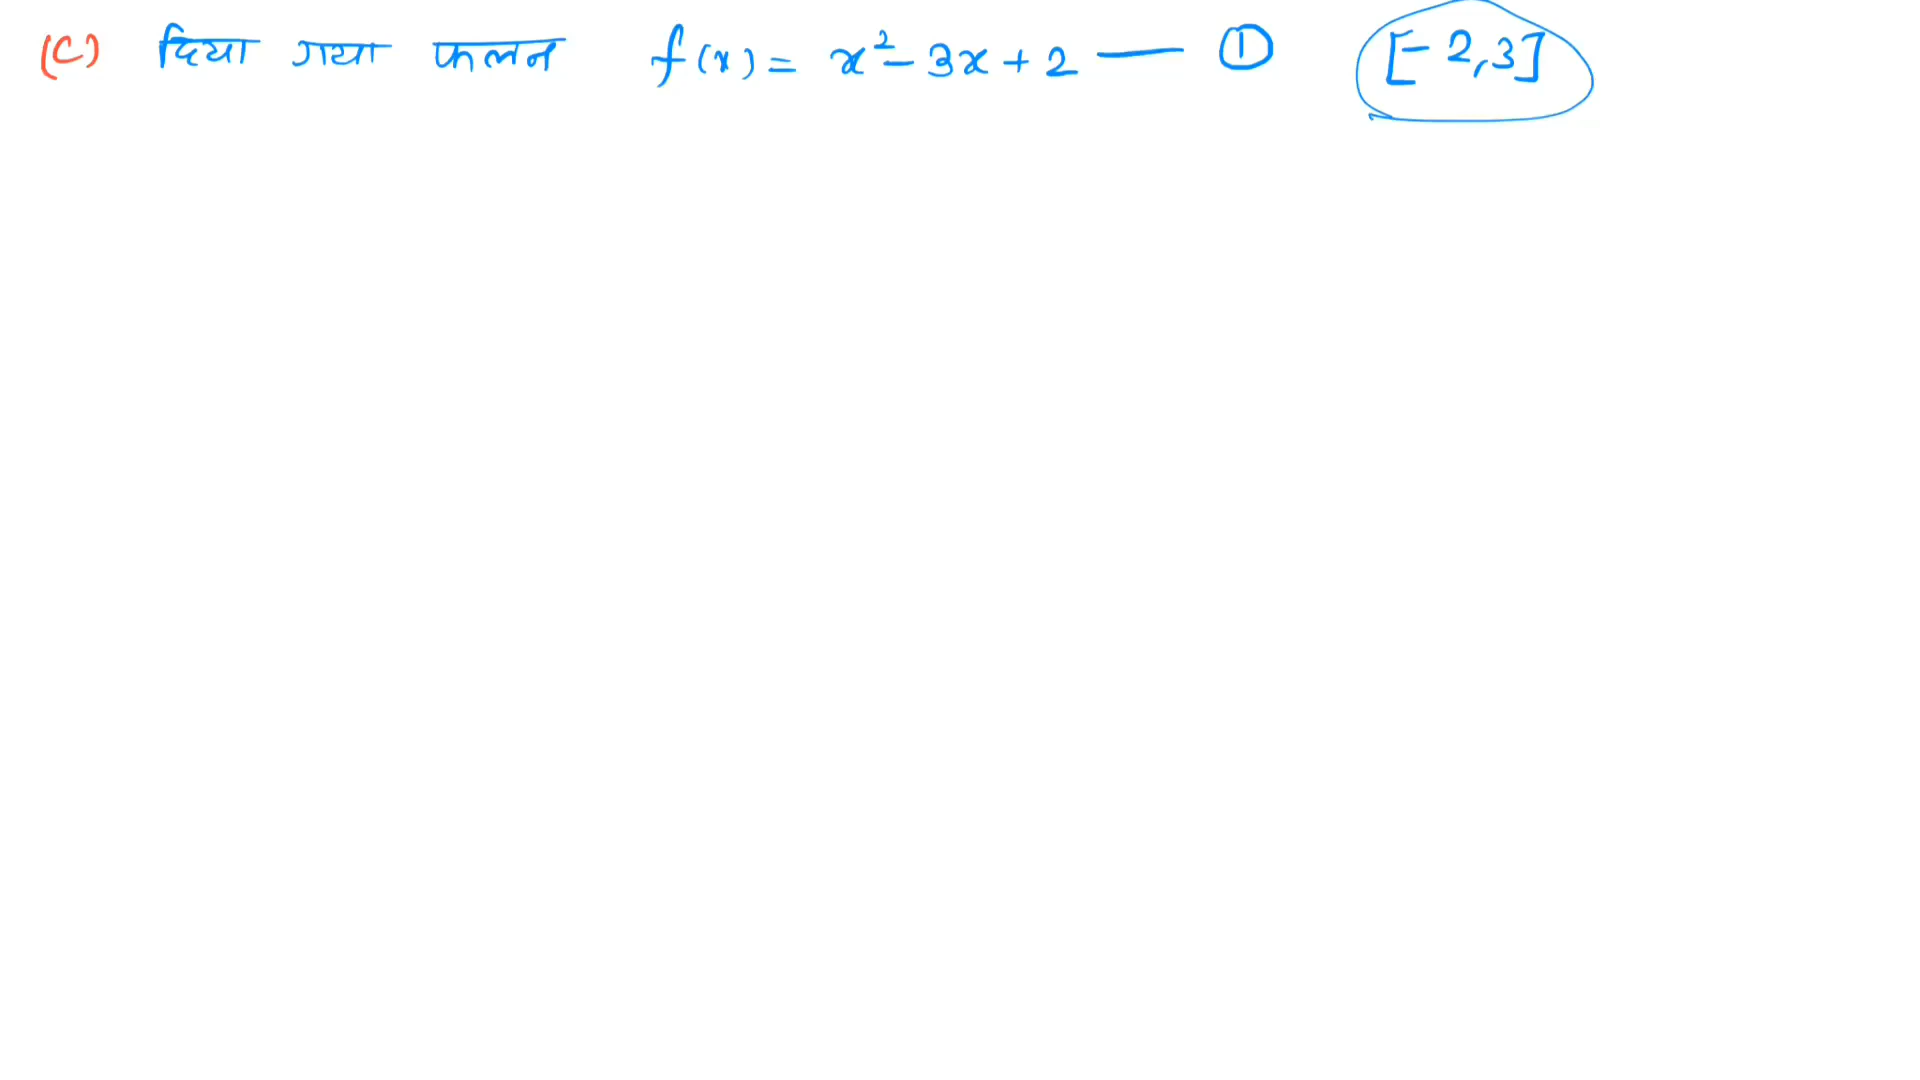 (C) दिया गया फलन f(x) = x² - 3x + 2 — ① [-2,3]